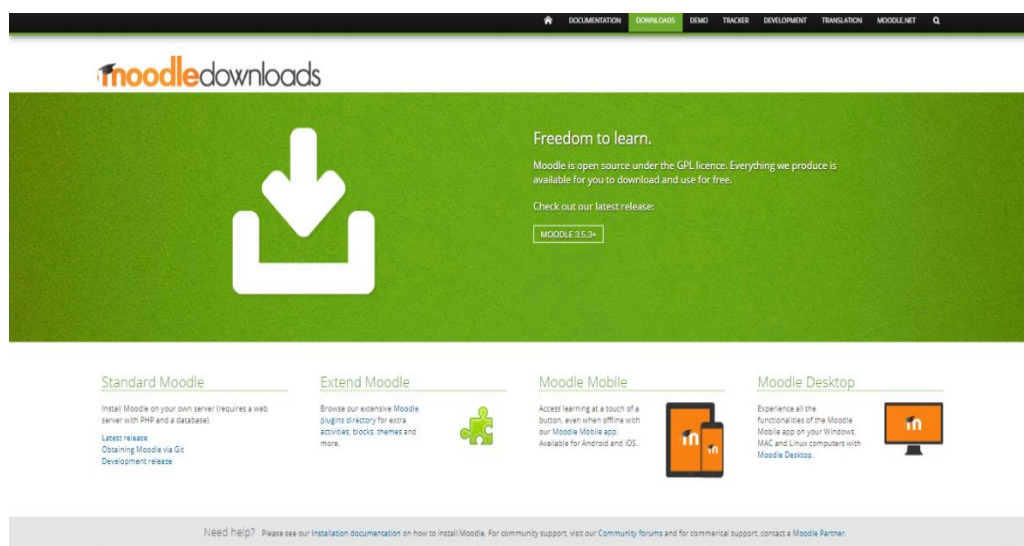 DOCUMENTATION DOWNLOADS DEMO TRACKER DEVELOPMENT TRANSLATION MOODLE.NET
moodledownloads
Freedom to learn.
Moodle is open source under the GPL licence. Everything we produce is
available for you to download and use for free.
Check out our latest release:
MOODLE 3.5.3+
Standard Moodle
Install Moodle on your own server (requires a web
server with PHP and a database).
Latest release
Obtaining Moodle via Git
Development release
Extend Moodle
Browse our extensive Moodle
plugins directory for extra
activities, blocks, themes and
more.
Moodle Mobile
Access learning at a touch of a
button, even when offline with
our Moodle Mobile app.
Available for Android and iOS.
m
m
Moodle Desktop
Experience all the
functionalities of the Moodle
Mobile app on your Windows,
MAC and Linux computers with
Moodle Desktop.
m
Need help? Please see our Installation documentation on how to install Moodle. For community support, visit our Community forums and for commerical support, contact a Moodle Partner.